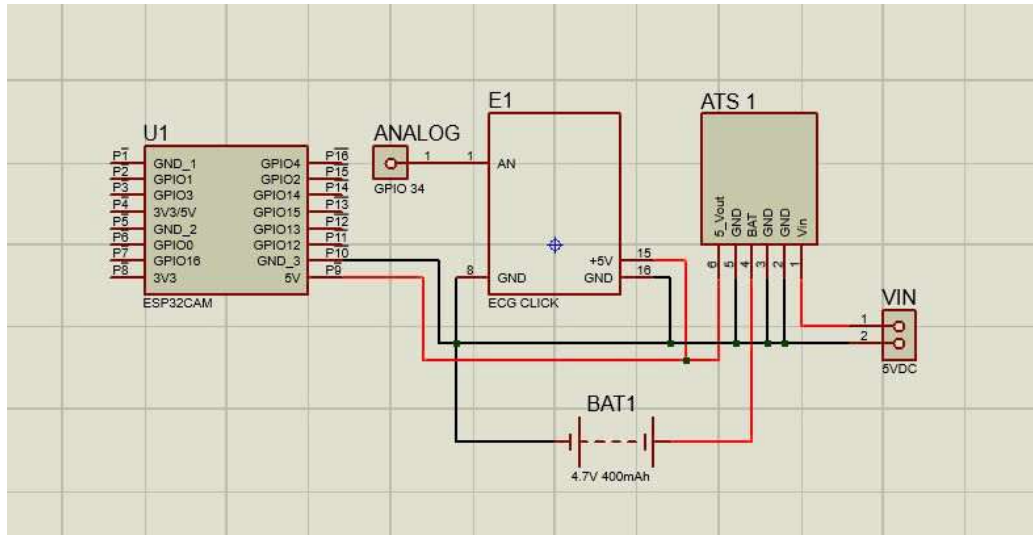 U1
P1 GND_1 GPIO4 P16
P2 GPIO1 GPIO2 P15
P3 GPIO3 GPIO14 P14
P4 3V3/5V GPIO15 P13
P5 GND_2 GPIO13 P12
P6 GPIO0 GPIO12 P11
P7 GPIO16 GND_3 P10
P8 3V3 5V P9
ESP32CAM
ANALOG
1
GPIO 34
E1
1 AN
+5V 15
8 GND GND 16
ECG CLICK
ATS 1
5_Vout GND BAT GND GND Vin
6 5 4 3 2 1
VIN
1
2
5VDC
BAT1
4.7V 400mAh